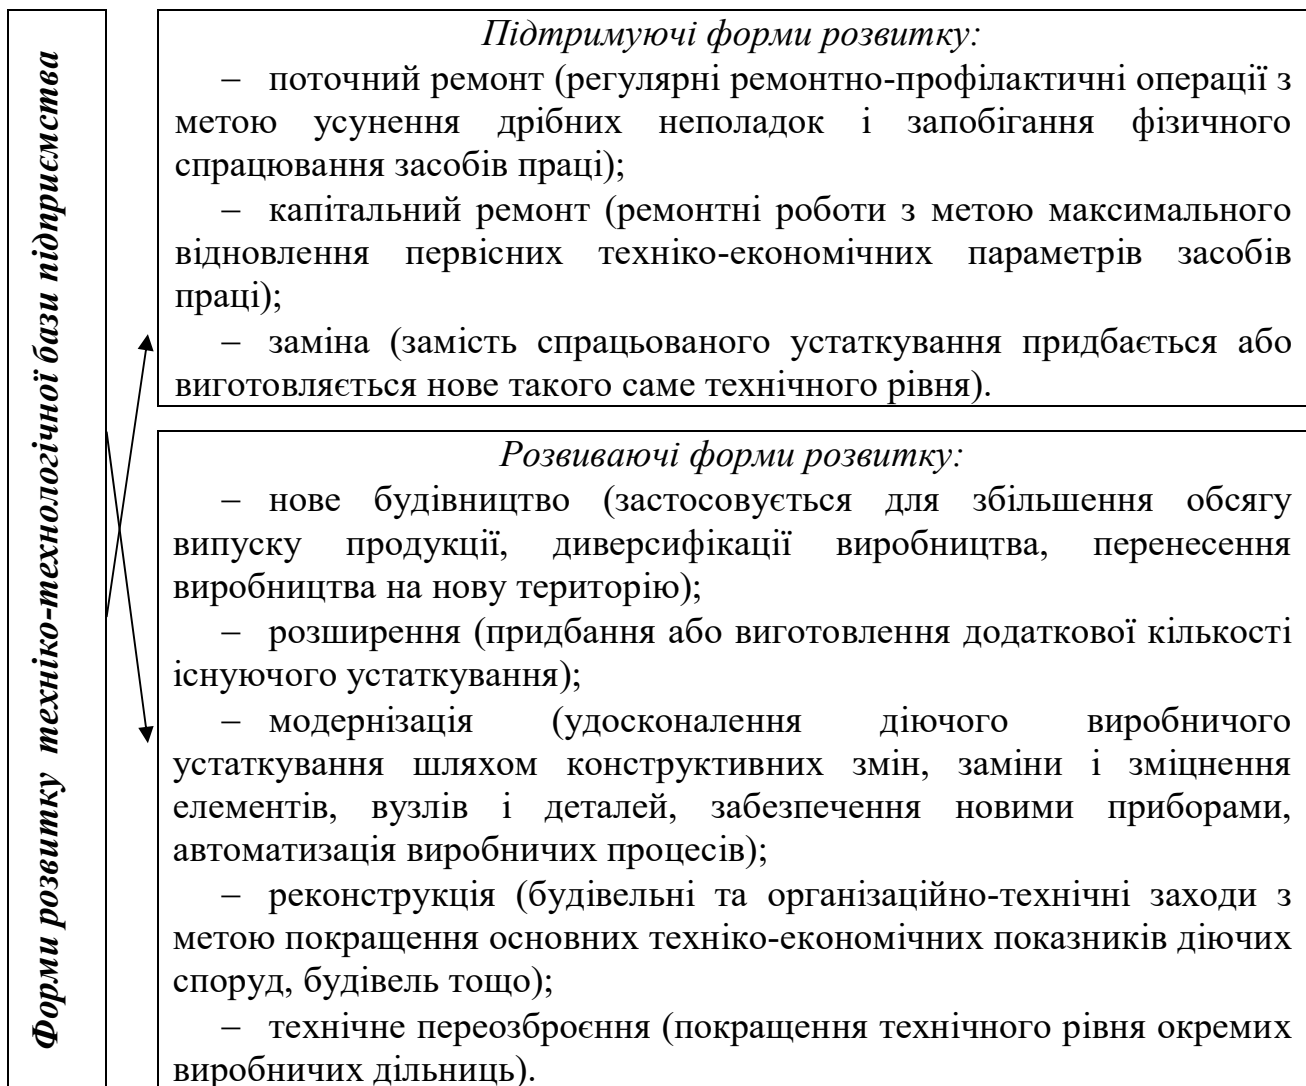 Форми розвитку техніко-технологічної бази підприємства
Підтримуючі форми розвитку:
– поточний ремонт (регулярні ремонтно-профілактичні операції з
метою усунення дрібних неполадок і запобігання фізичного
спрацювання засобів праці);
– капітальний ремонт (ремонтні роботи з метою максимального
відновлення первісних техніко-економічних параметрів засобів
праці);
– заміна (замість спрацьованого устаткування придбається або
виготовляється нове такого саме технічного рівня).
Розвиваючі форми розвитку:
– нове будівництво (застосовується для збільшення обсягу
випуску продукції, диверсифікації виробництва, перенесення
виробництва на нову територію);
– розширення (придбання або виготовлення додаткової кількості
існуючого устаткування);
– модернізація (удосконалення діючого виробничого
устаткування шляхом конструктивних змін, заміни і зміцнення
елементів, вузлів і деталей, забезпечення новими приборами,
автоматизація виробничих процесів);
– реконструкція (будівельні та організаційно-технічні заходи з
метою покращення основних техніко-економічних показників діючих
споруд, будівель тощо);
– технічне переозброєння (покращення технічного рівня окремих
виробничих дільниць).